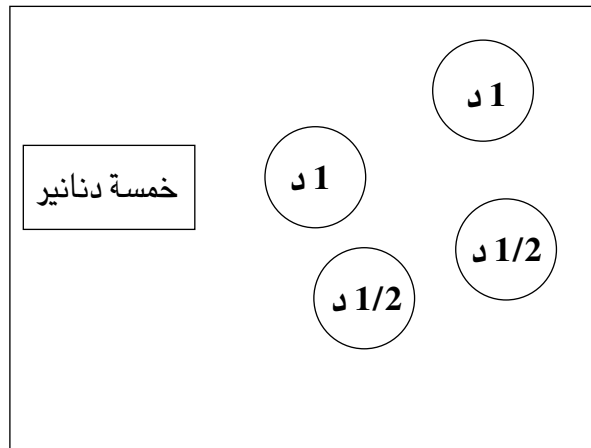 1 د
1 د
خمسة دنانير
1/2 د
1/2 د